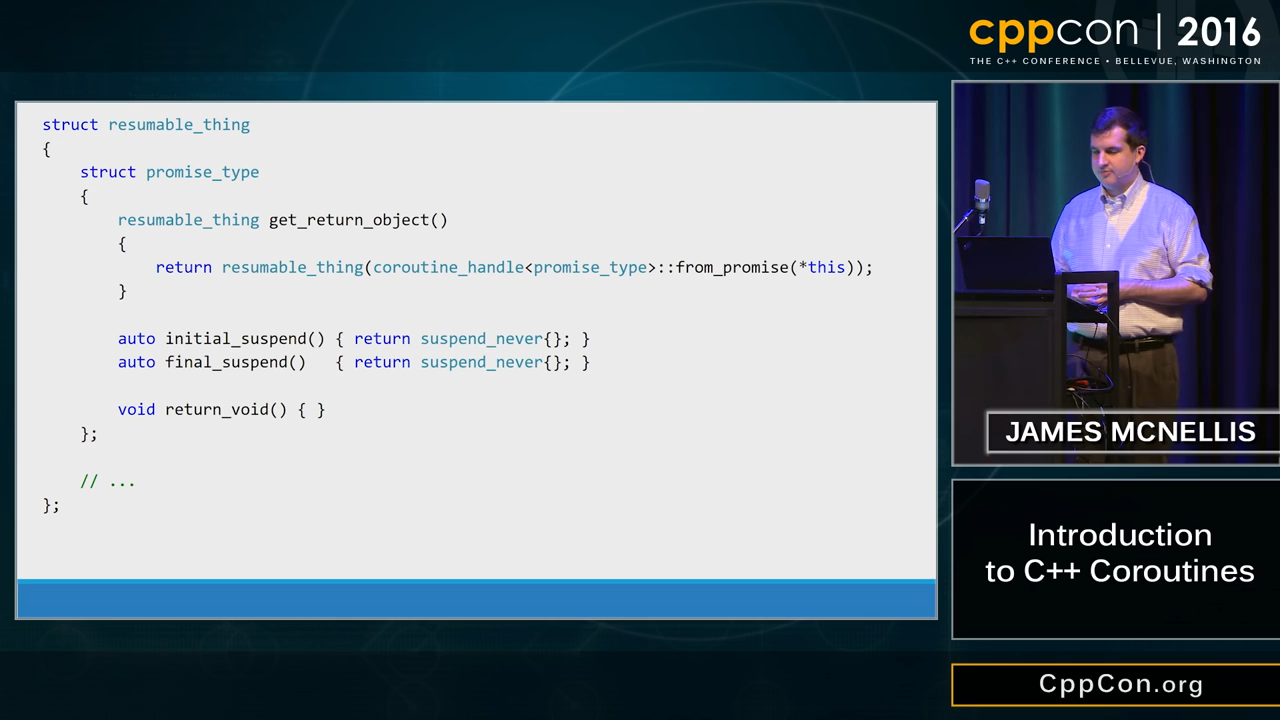 cppcon | 2016
THE C++ CONFERENCE • BELLEVUE, WASHINGTON
struct resumable_thing
{
    struct promise_type
    {
        resumable_thing get_return_object()
        {
            return resumable_thing(coroutine_handle<promise_type>::from_promise(*this));
        }

        auto initial_suspend() { return suspend_never{}; }
        auto final_suspend()   { return suspend_never{}; }

        void return_void() { }
    };

    // ...
};
JAMES MCNELLIS
Introduction
to C++ Coroutines
CppCon.org